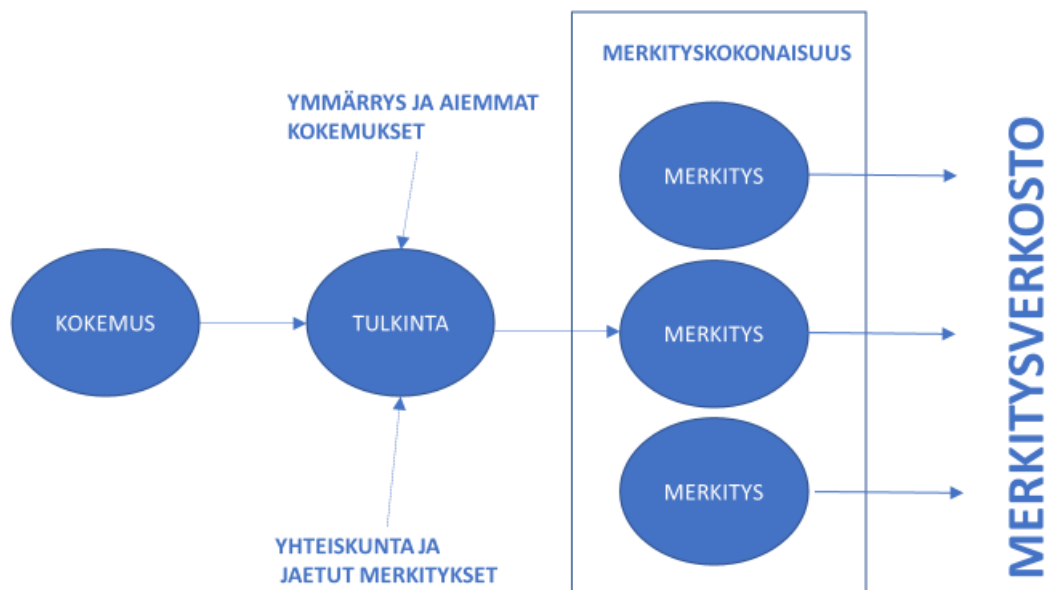 MERKITYSKOKONAISUUS
YMMÄRRYS JA AIEMMAT
KOKEMUKSET
MERKITYS
KOKEMUS
TULKINTA
MERKITYS
MERKITYS
YHTEISKUNTA JA
JAETUT MERKITYKSET
MERKITYSVERKOSTO